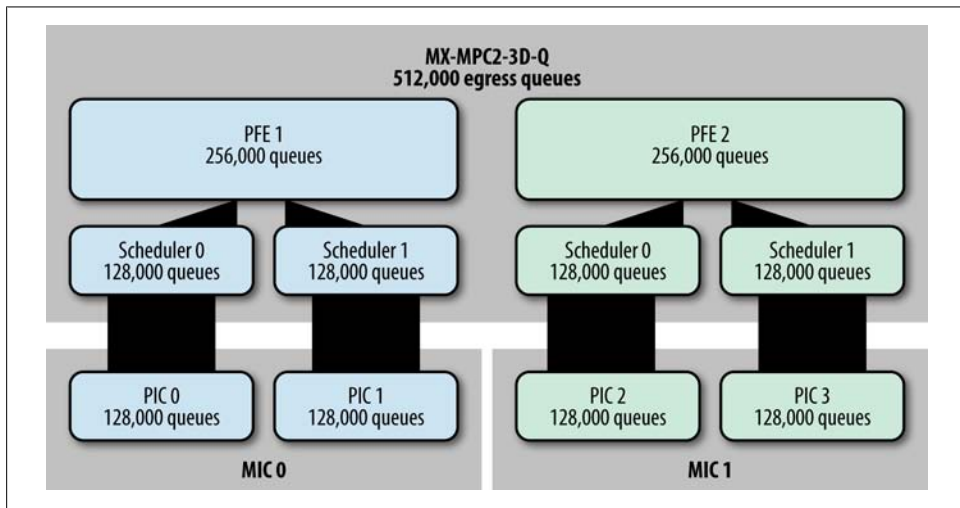 MX-MPC2-3D-Q
512,000 egress queues
PFE 1
256,000 queues
PFE 2
256,000 queues
Scheduler 0
128,000 queues
Scheduler 1
128,000 queues
Scheduler 0
128,000 queues
Scheduler 1
128,000 queues
PIC 0
128,000 queues
PIC 1
128,000 queues
PIC 2
128,000 queues
PIC 3
128,000 queues
MIC 0
MIC 1